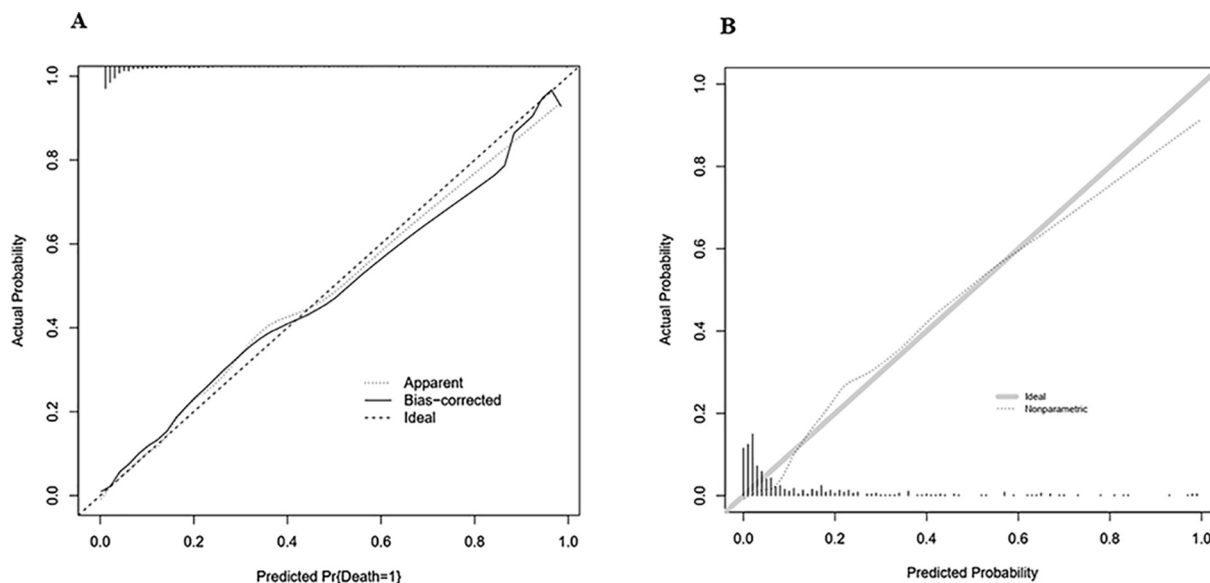 A
Actual Probability
1.0
0.8
0.6
0.4
0.2
0.0
Apparent
Bias−corrected
Ideal
0.0 0.2 0.4 0.6 0.8 1.0
Predicted Pr{Death=1}
B
Actual Probability
1.0
0.8
0.6
0.4
0.2
0.0
Ideal
Nonparametric
0.0 0.2 0.4 0.6 0.8 1.0
Predicted Probability